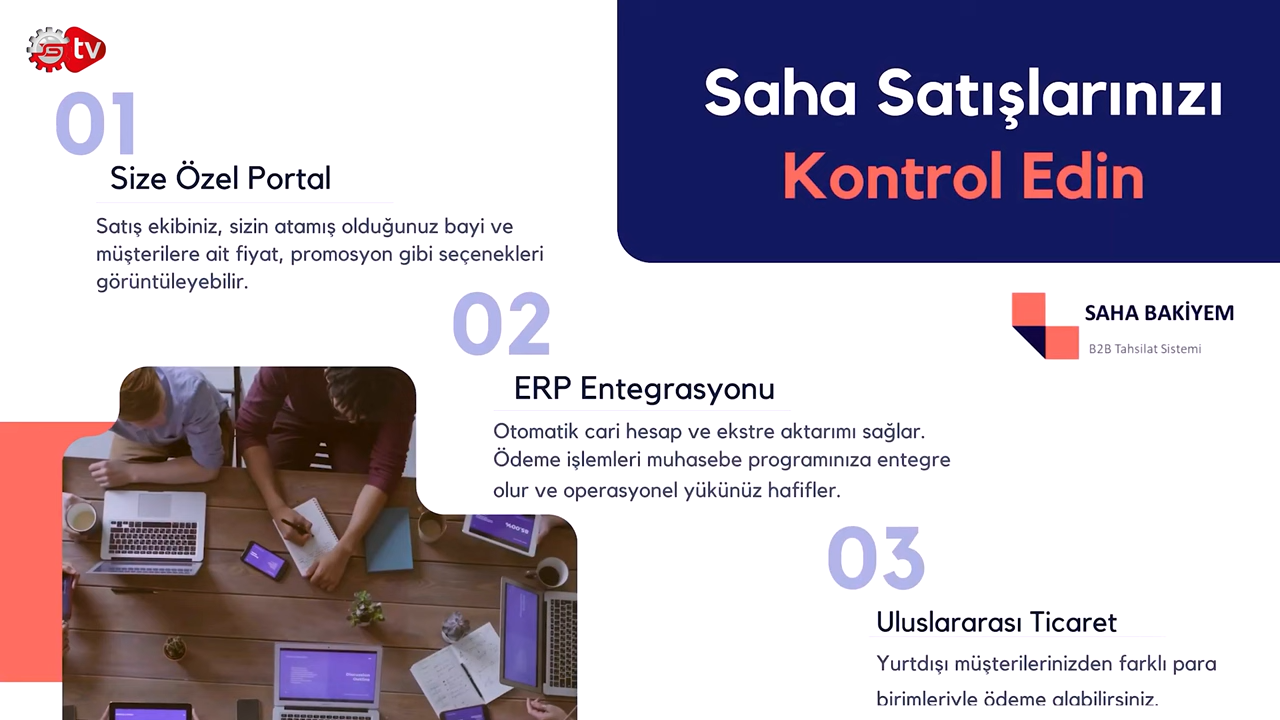 tv
01
Size Özel Portal
Satış ekibiniz, sizin atamış olduğunuz bayi ve
müşterilere ait fiyat, promosyon gibi seçenekleri
görüntüleyebilir.
Saha Satışlarınızı
Kontrol Edin
SAHA BAKİYEM
B2B Tahsilat Sistemi
02
ERP Entegrasyonu
Otomatik cari hesap ve ekstre aktarımı sağlar.
Ödeme işlemleri muhasebe programınıza entegre
olur ve operasyonel yükünüz hafifler.
03
Uluslararası Ticaret
Yurtdışı müşterilerinizden farklı para
birimleriyle ödeme alabilirsiniz.